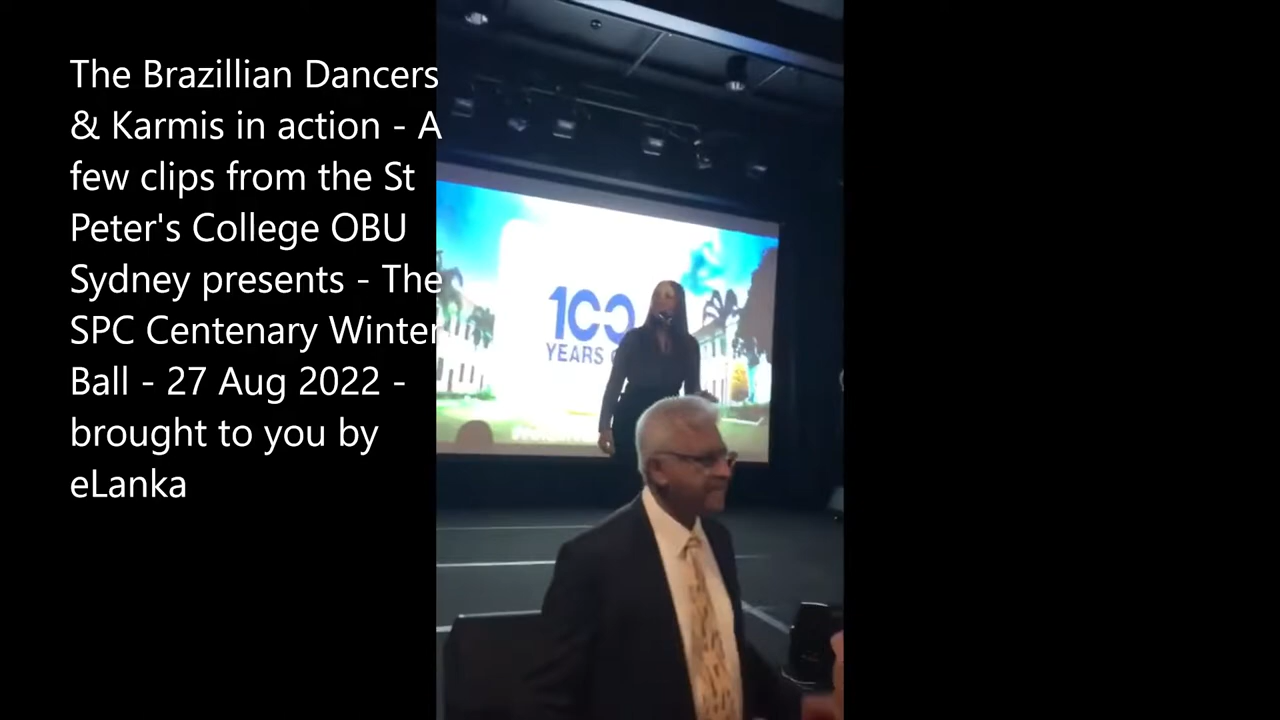 The Brazillian Dancers
& Karmis in action - A
few clips from the St
Peter's College OBU
Sydney presents - The
SPC Centenary Winter
Ball - 27 Aug 2022 -
brought to you by
eLanka
100
YEARS